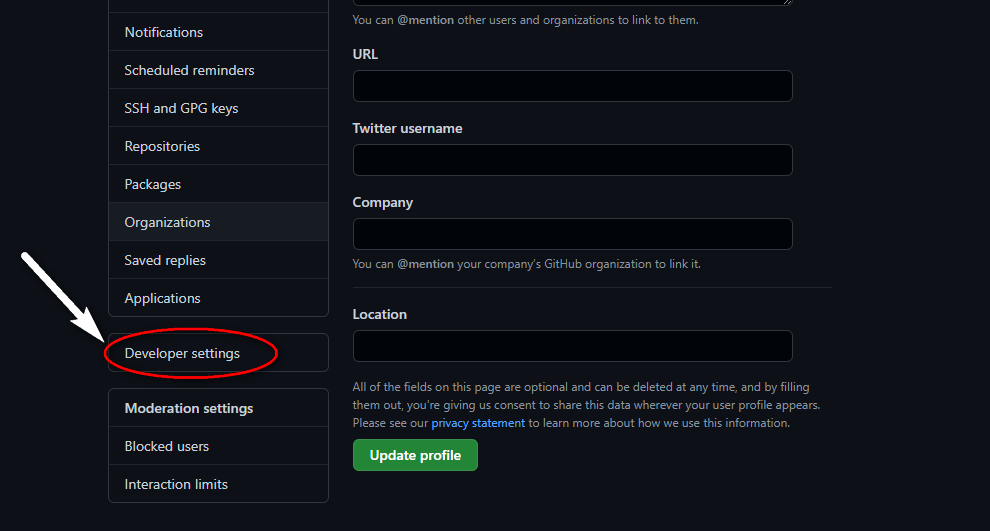 Notifications
Scheduled reminders
SSH and GPG keys
Repositories
Packages
Organizations
Saved replies
Applications
Developer settings
Moderation settings
Blocked users
Interaction limits
You can @mention other users and organizations to link to them.
URL
Twitter username
Company
You can @mention your company's GitHub organization to link it.
Location
All of the fields on this page are optional and can be deleted at any time, and by filling
them out, you're giving us consent to share this data wherever your user profile appears.
Please see our privacy statement to learn more about how we use this information.
Update profile